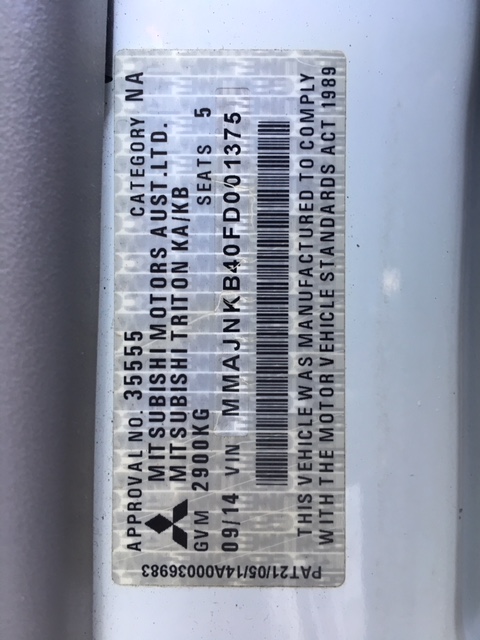 APPROVAL NO. 35555 CATEGORY NA
MITSUBISHI MOTORS AUST.LTD.
MITSUBISHI TRITON KA/KB
GVM 2900KG SEATS 5
09/14 VIN MMAJNKB40FD001375
THIS VEHICLE WAS MANUFACTURED TO COMPLY
WITH THE MOTOR VEHICLE STANDARDS ACT 1989
PAT21/05/14A00036983